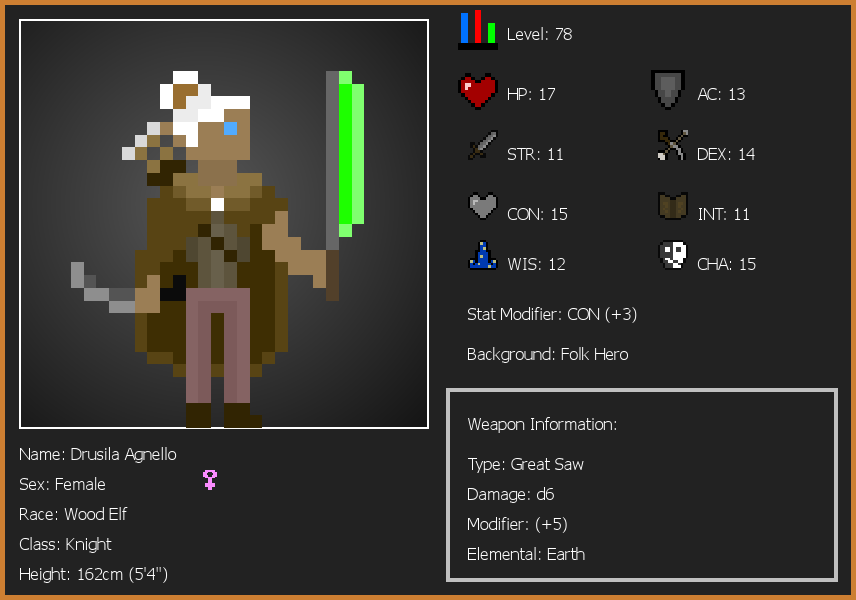 Level: 78
HP: 17
AC: 13
STR: 11
DEX: 14
CON: 15
INT: 11
WIS: 12
CHA: 15
Stat Modifier: CON (+3)
Background: Folk Hero
Weapon Information:
Type: Great Saw
Damage: d6
Modifier: (+5)
Elemental: Earth
Name: Drusila Agnello
Sex: Female
Race: Wood Elf
Class: Knight
Height: 162cm (5'4")